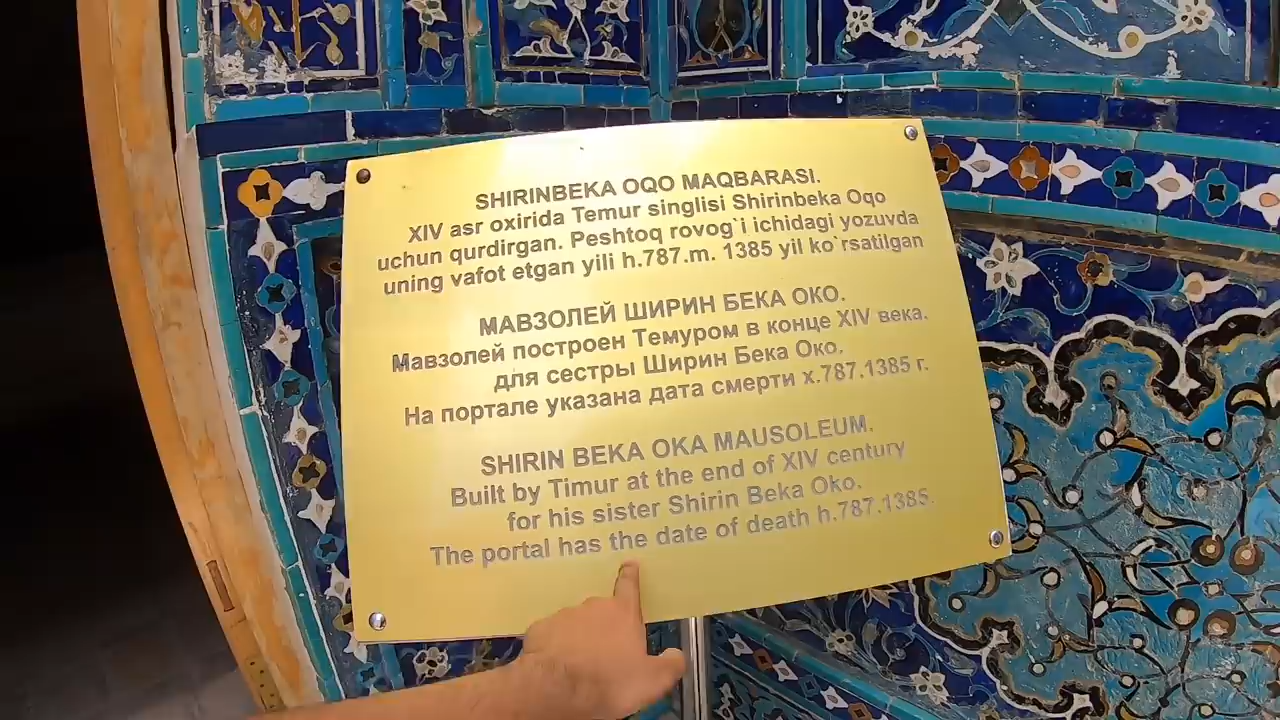 SHIRINBEKA OQO MAQBARASI.
XIV asr oxirida Temur singlisi Shirinbeka Oqo
uchun qurdirgan. Peshtoq rovog`i ichidagi yozuvda
uning vafot etgan yili h.787.m. 1385 yil ko`rsatilgan
МАВЗОЛЕЙ ШИРИН БЕКА ОКО.
Мавзолей построен Темуром в конце XIV века.
для сестры Ширин Бека Око.
На портале указана дата смерти х.787.1385 г.
SHIRIN BEKA OKA MAUSOLEUM.
Built by Timur at the end of XIV century
for his sister Shirin Beka Oko.
The portal has the date of death h.787.1385.